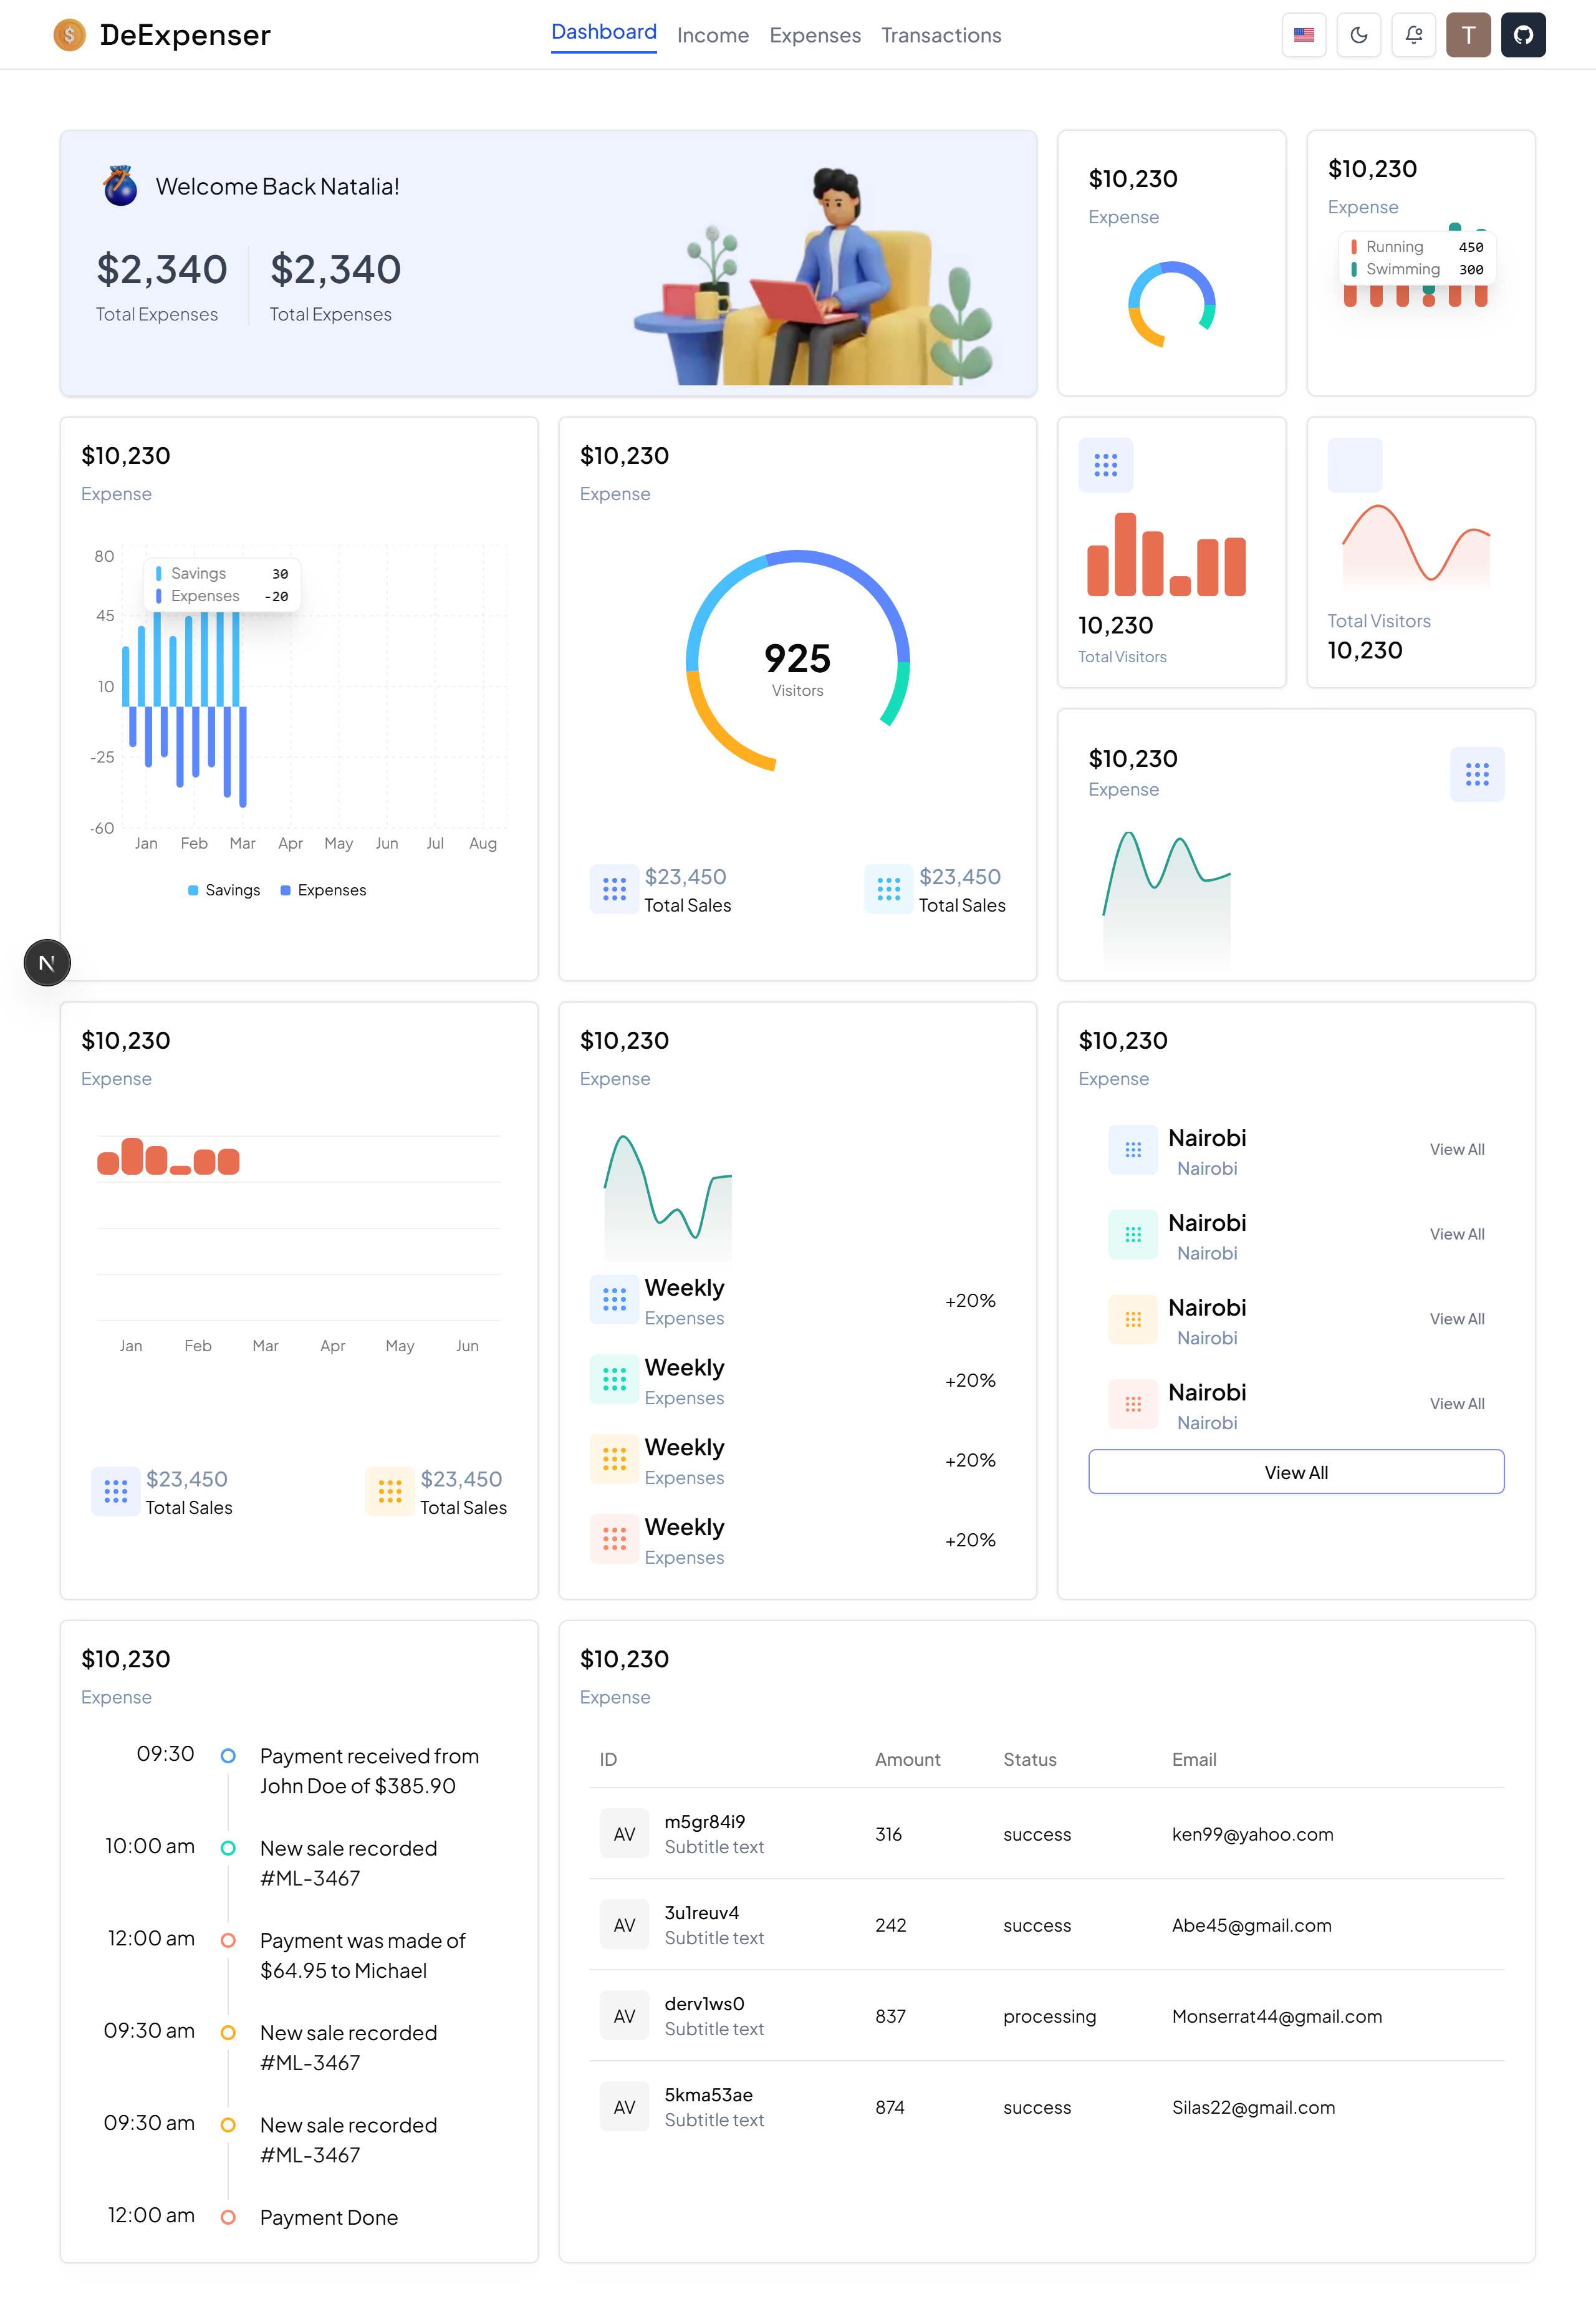 DeExpenser
Dashboard Income Expenses Transactions
T
Welcome Back Natalia!
$2,340 $2,340
Total Expenses Total Expenses
$10,230
Expense
$10,230
Expense
Running 450
Swimming 300
$10,230
Expense
80
45
10
-25
-60
Savings 30
Expenses -20
Jan Feb Mar Apr May Jun Jul Aug
Savings Expenses
$10,230
Expense
925
Visitors
$23,450
Total Sales
$23,450
Total Sales
10,230
Total Visitors
Total Visitors
10,230
$10,230
Expense
N
$10,230
Expense
Jan Feb Mar Apr May Jun
$23,450
Total Sales
$23,450
Total Sales
$10,230
Expense
Weekly
Expenses
+20%
Weekly
Expenses
+20%
Weekly
Expenses
+20%
Weekly
Expenses
+20%
$10,230
Expense
Nairobi
Nairobi
View All
Nairobi
Nairobi
View All
Nairobi
Nairobi
View All
Nairobi
Nairobi
View All
View All
$10,230
Expense
09:30
Payment received from
John Doe of $385.90
10:00 am
New sale recorded
#ML-3467
12:00 am
Payment was made of
$64.95 to Michael
09:30 am
New sale recorded
#ML-3467
09:30 am
New sale recorded
#ML-3467
12:00 am
Payment Done
$10,230
Expense
ID Amount Status Email
AV
m5gr84i9
Subtitle text
316 success ken99@yahoo.com
AV
3u1reuv4
Subtitle text
242 success Abe45@gmail.com
AV
derv1ws0
Subtitle text
837 processing Monserrat44@gmail.com
AV
5kma53ae
Subtitle text
874 success Silas22@gmail.com